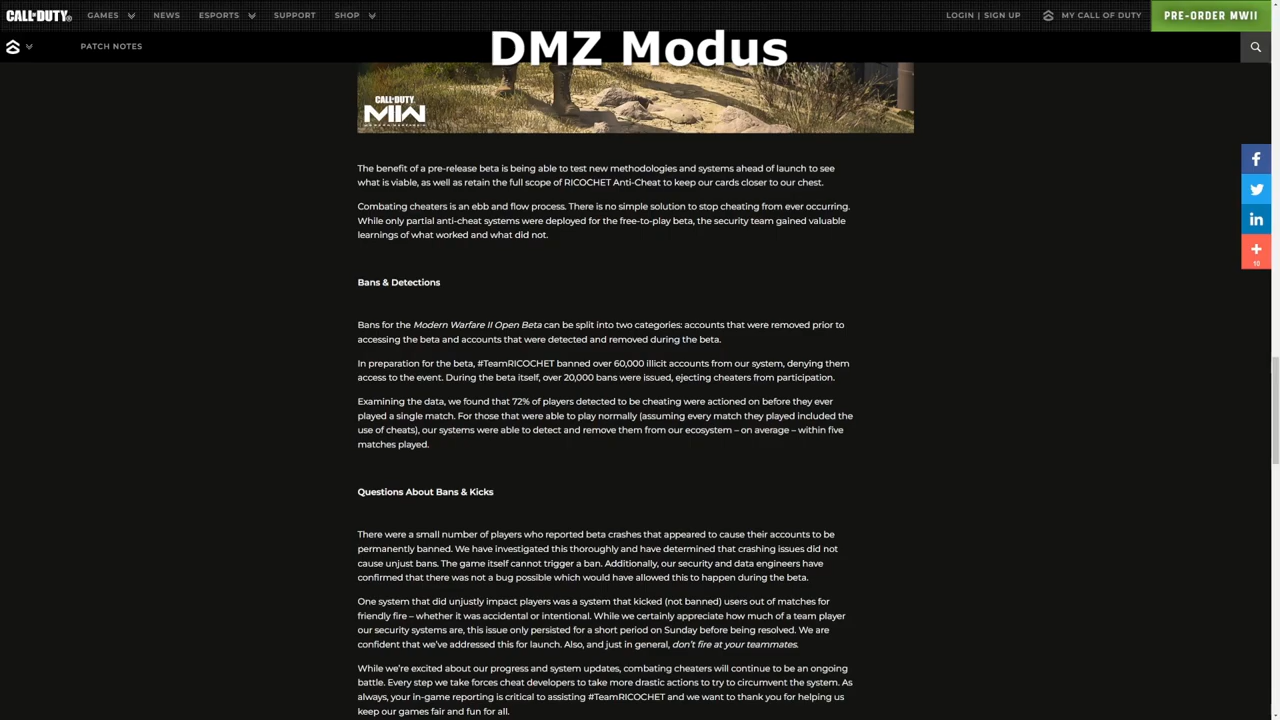 CALL OF DUTY®
GAMES NEWS ESPORTS SUPPORT SHOP LOGIN | SIGN UP MY CALL OF DUTY PRE-ORDER MWII
PATCH NOTES
DMZ Modus
CALL OF DUTY
MWII
The benefit of a pre-release beta is being able to test new methodologies and systems ahead of launch to see
what is viable, as well as retain the full scope of RICOCHET Anti-Cheat to keep our cards closer to our chest.
Combating cheaters is an ebb and flow process. There is no simple solution to stop cheating from ever occurring.
While only partial anti-cheat systems were deployed for the free-to-play beta, the security team gained valuable
learnings of what worked and what did not.
Bans & Detections
Bans for the Modern Warfare II Open Beta can be split into two categories: accounts that were removed prior to
accessing the beta and accounts that were detected and removed during the beta.
In preparation for the beta, #TeamRICOCHET banned over 60,000 illicit accounts from our system, denying them
access to the event. During the beta itself, over 20,000 bans were issued, ejecting cheaters from participation.
Examining the data, we found that 72% of players detected to be cheating were actioned on before they ever
played a single match. For those that were able to play normally (assuming every match they played included the
use of cheats), our systems were able to detect and remove them from our ecosystem – on average – within five
matches played.
Questions About Bans & Kicks
There were a small number of players who reported beta crashes that appeared to cause their accounts to be
permanently banned. We have investigated this thoroughly and have determined that crashing issues did not
cause unjust bans. The game itself cannot trigger a ban. Additionally, our security and data engineers have
confirmed that there was not a bug possible which would have allowed this to happen during the beta.
One system that did unjustly impact players was a system that kicked (not banned) users out of matches for
friendly fire – whether it was accidental or intentional. While we certainly appreciate how much of a team player
our security systems are, this issue only persisted for a short period on Sunday before being resolved. We are
confident that we've addressed this for launch. Also, and just in general, don't fire at your teammates.
While we're excited about our progress and system updates, combating cheaters will continue to be an ongoing
battle. Every step we take forces cheat developers to take more drastic actions to try to circumvent the system. As
always, your in-game reporting is critical to assisting #TeamRICOCHET and we want to thank you for helping us
keep our games fair and fun for all.
10